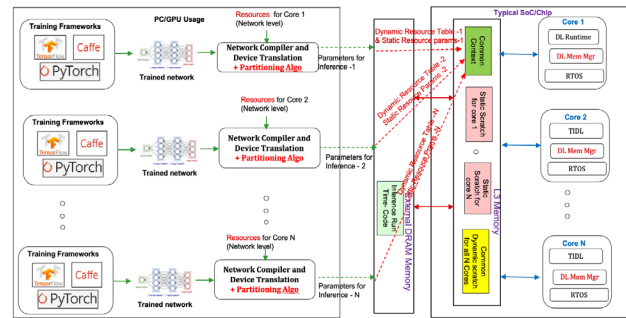 PC/GPU Usage
Typical SoC/Chip
Training Frameworks
TensorFlow
Caffe
PyTorch
Trained network
Resources for Core 1
(Network level)
Network Compiler and
Device Translation
+ Partitioning Algo
Parameters for
Inference -1
Dynamic Resource Table -1
& Static Resource params-1
Common
Context
Core 1
DL Runtime
DL Mem Mgr
RTOS
Training Frameworks
TensorFlow
Caffe
PyTorch
Trained network
Resources for Core 2
(Network level)
Network Compiler and
Device Translation
+ Partitioning Algo
Parameters for
Inference - 2
Dynamic Resource Table -2
Static Resource Params -2
Static Scratch
for core 1
Core 2
TIDL
DL Mem Mgr
RTOS
Dynamic Resource Table -N
Inference Run
Time- Code
External DRAM Memory
Static
Scratch for
core N
L3 Memory
Training Frameworks
TensorFlow
Caffe
PyTorch
Trained network
Resources for Core N
(Network level)
Network Compiler and
Device Translation
+ Partitioning Algo
Parameters for
Inference - N
Common
Dynamic scratch
for all N Cores
Core N
TIDL
DL Mem Mgr
RTOS